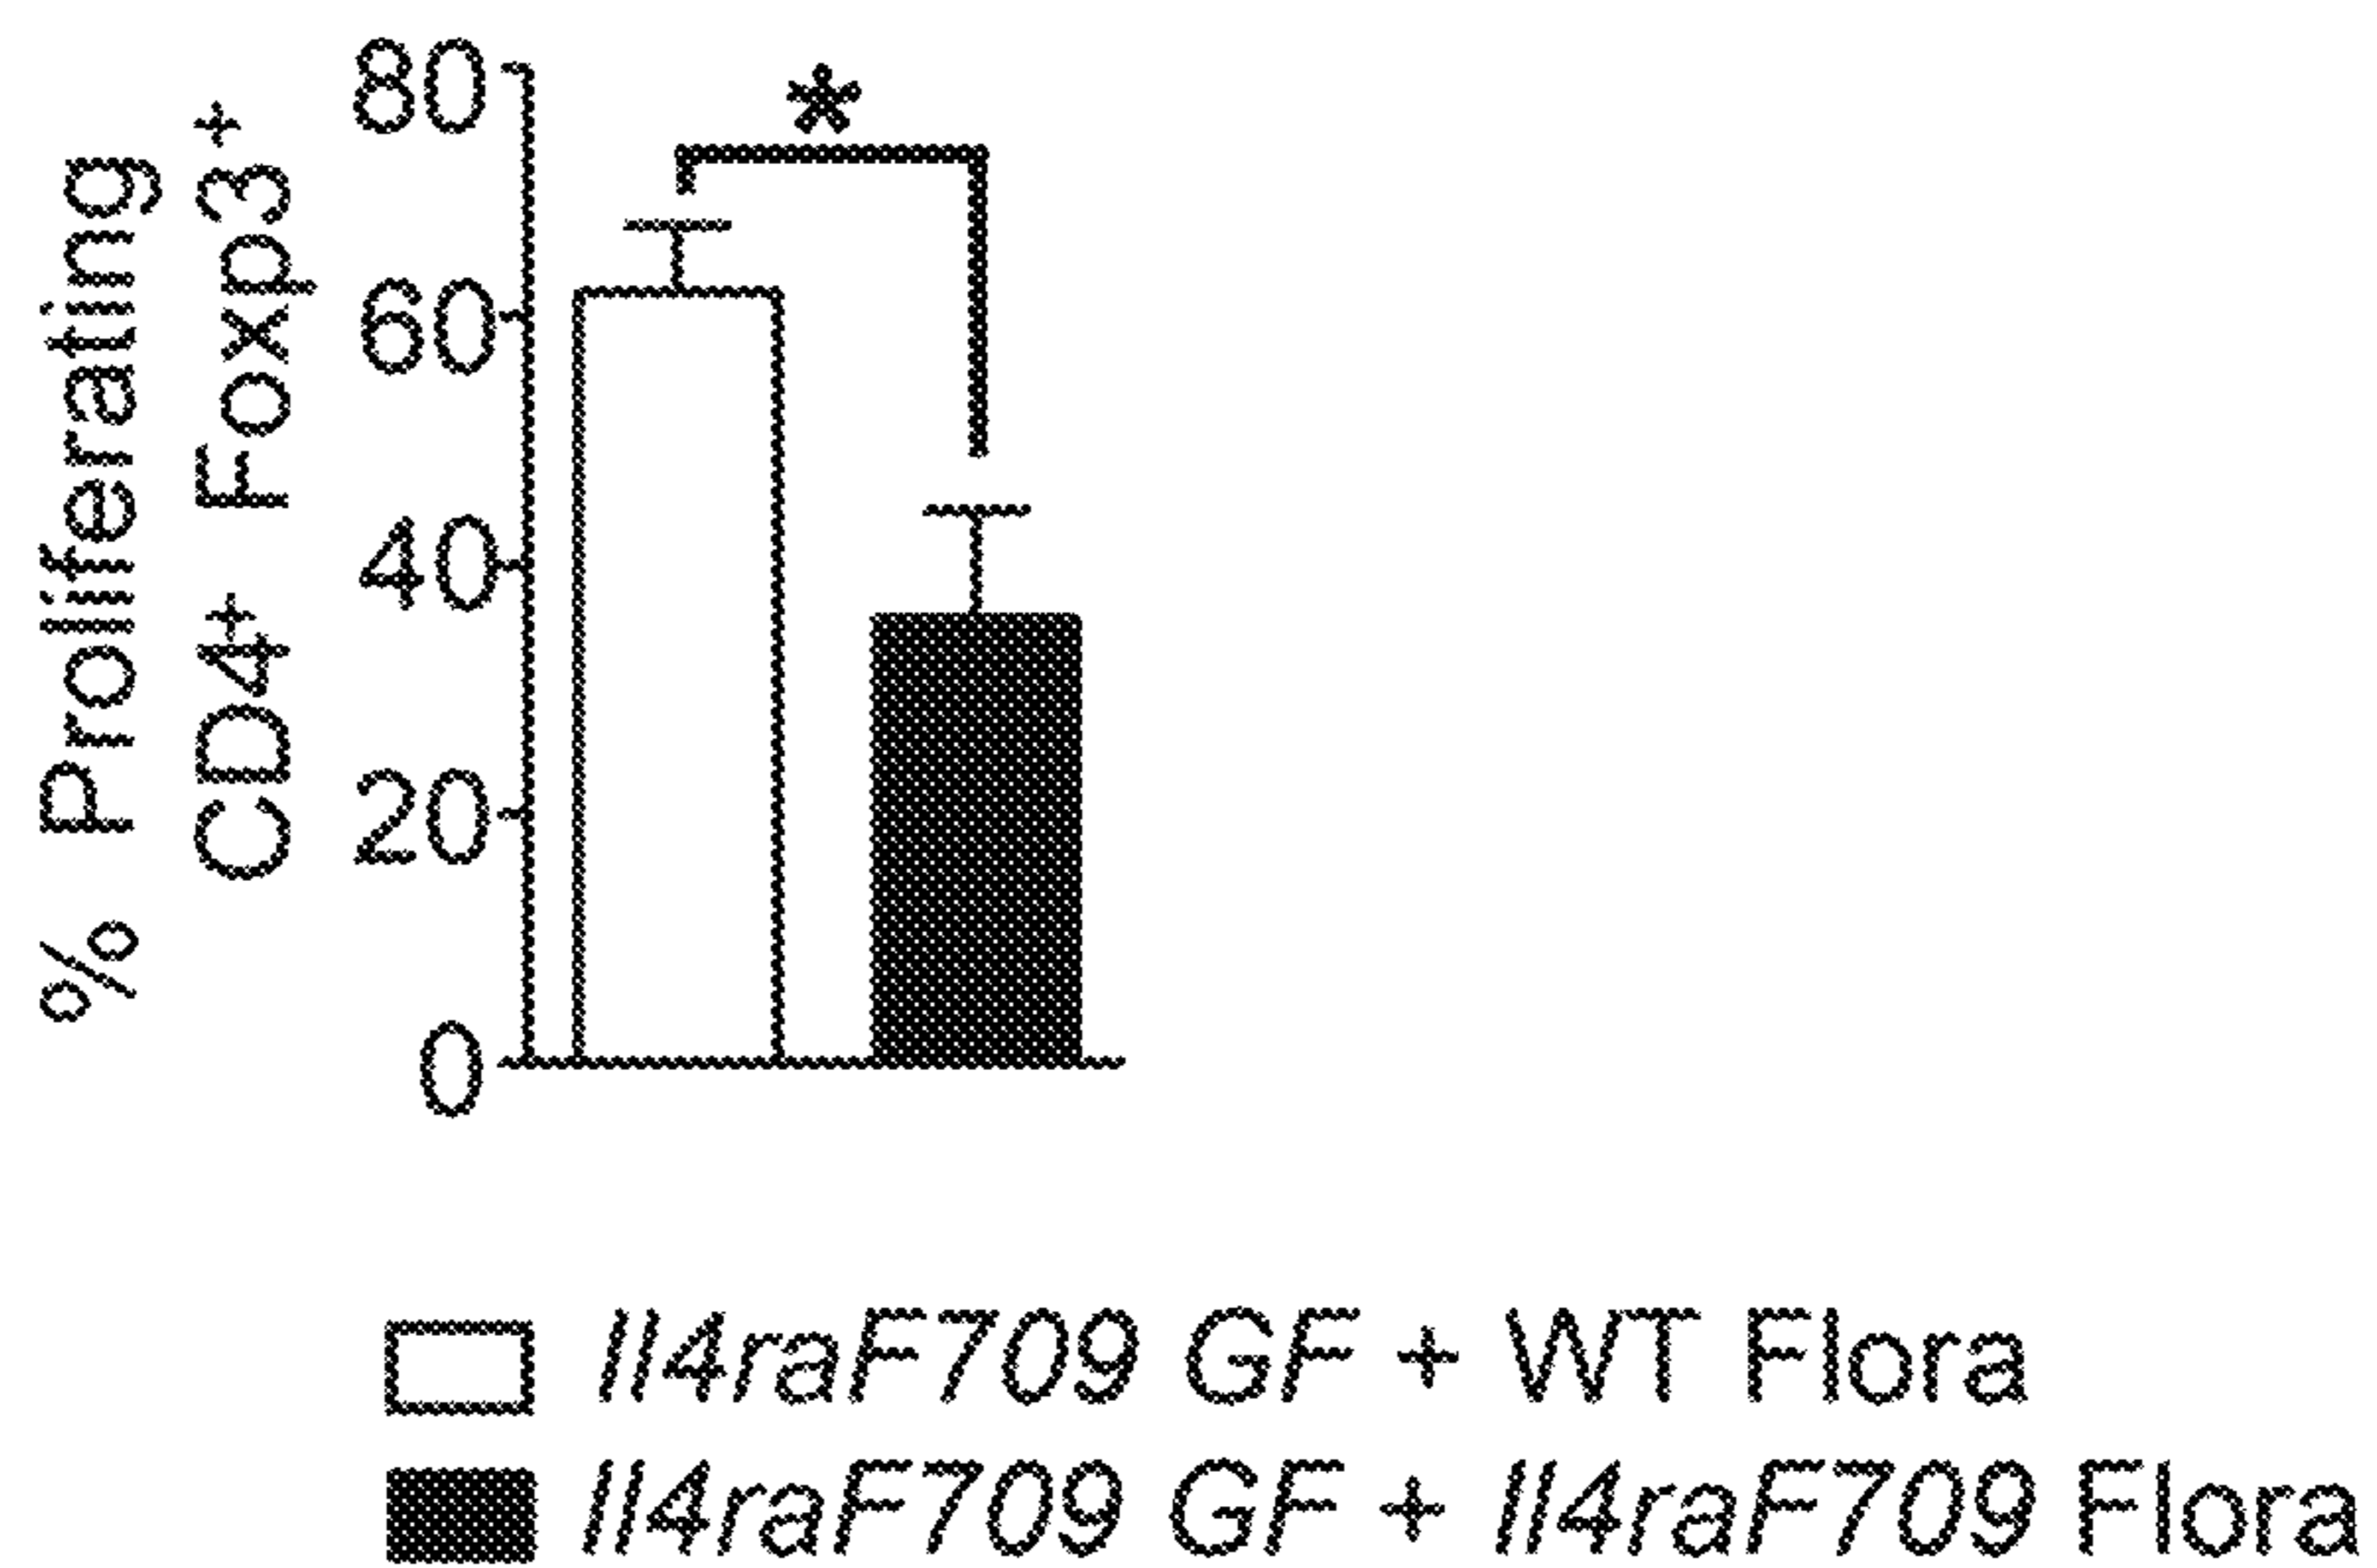 % Proliferating
CD4+ Foxp3+
80
60
40
20
0
*
Il4raF709 GF + WT Flora
Il4raF709 GF + Il4raF709 Flora